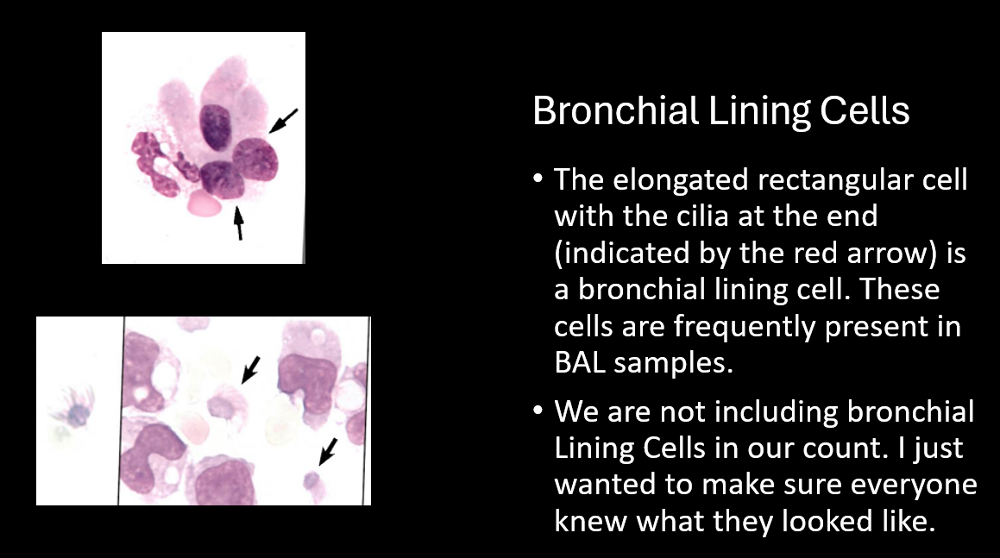 Bronchial Lining Cells
• The elongated rectangular cell
with the cilia at the end
(indicated by the red arrow) is
a bronchial lining cell. These
cells are frequently present in
BAL samples.
• We are not including bronchial
Lining Cells in our count. I just
wanted to make sure everyone
knew what they looked like.